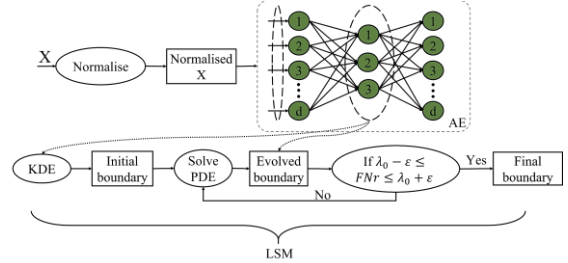 X
Normalise
Normalised
X
1
2
3
d
1
2
3
1
2
3
d
AE
KDE
Initial
boundary
Solve
PDE
Evolved
boundary
If λ₀ − ε ≤
FNr ≤ λ₀ + ε
Yes
No
Final
boundary
LSM